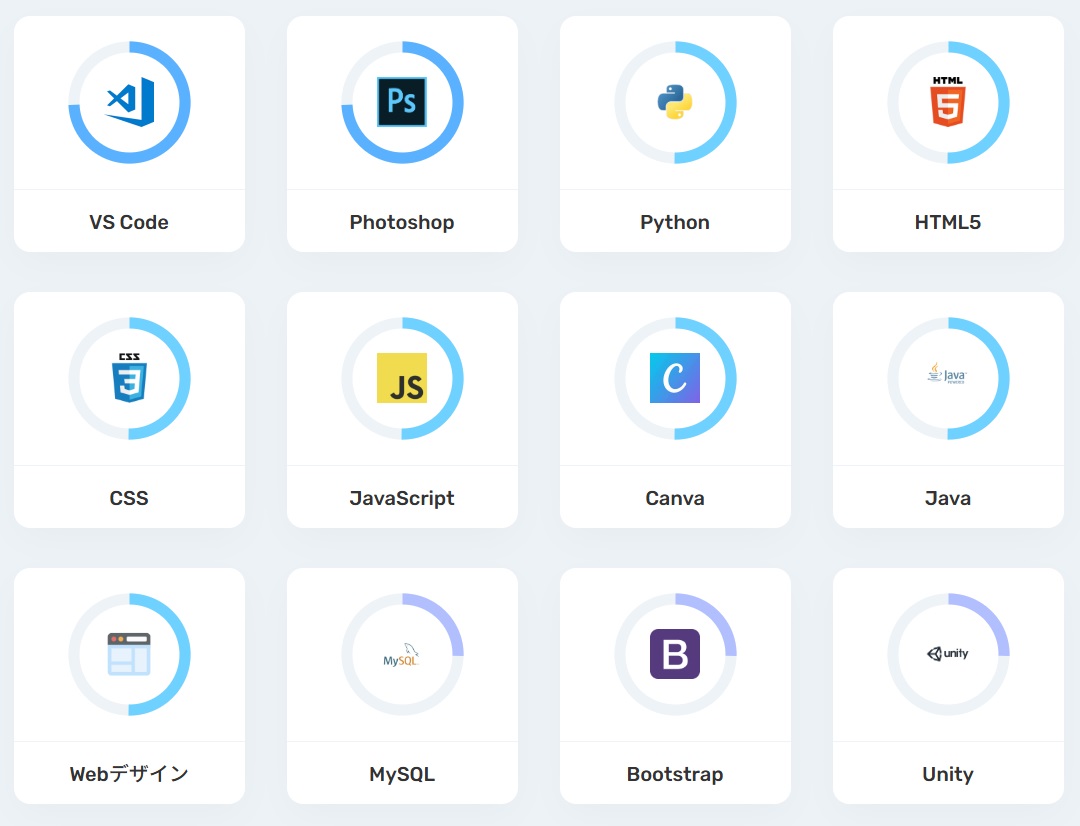 Ps
HTML
5
VS Code
Photoshop
Python
HTML5
CSS
3
JS
C
Java
CSS
JavaScript
Canva
Java
MySQL
B
unity
Webデザイン
MySQL
Bootstrap
Unity